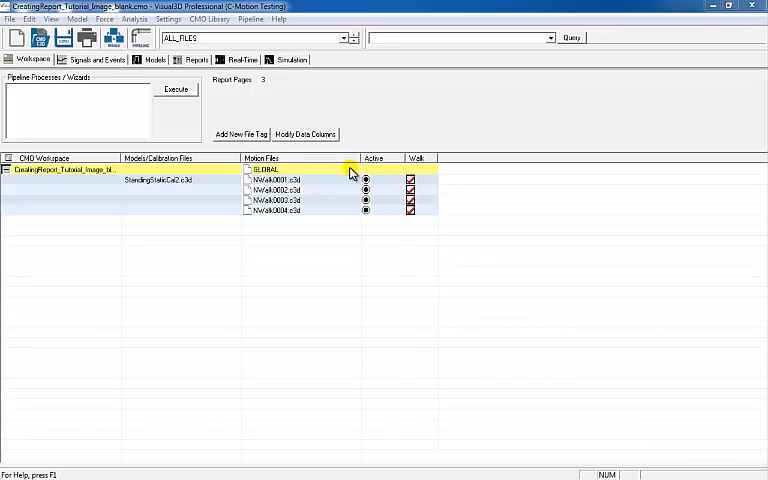 CreatingReport_Tutorial_Image_blank.cmo - Visual3D Professional (C-Motion Testing)
File Edit View Model Force Analysis Settings CMO Library Pipeline Help
ALL_FILES Query
Workspace Signals and Events Models Reports Real-Time Simulation
Pipeline Processes / Wizards Report Pages 3
Execute
Add New File Tag Modify Data Columns
CMO Workspace Models/Calibration Files Motion Files Active Walk
CreatingReport_Tutorial_Image_bl... GLOBAL
StandingStaticCal2.c3d NWalk0001.c3d
NWalk0002.c3d
NWalk0003.c3d
NWalk0004.c3d
For Help, press F1 NUM